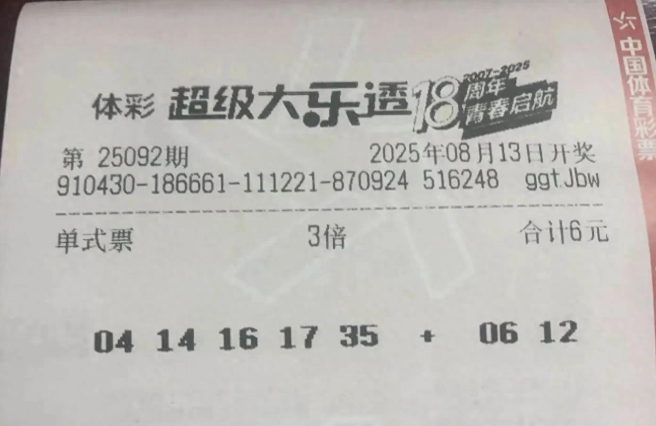 体彩 超级大乐透 18 2007-2025 周年 青春启航
第 25092期 2025年08月13日开奖
910430-186661-111221-870924 516248 ggtJbw
单式票 3倍 合计6元
04 14 16 17 35 + 06 12
中国体育彩票